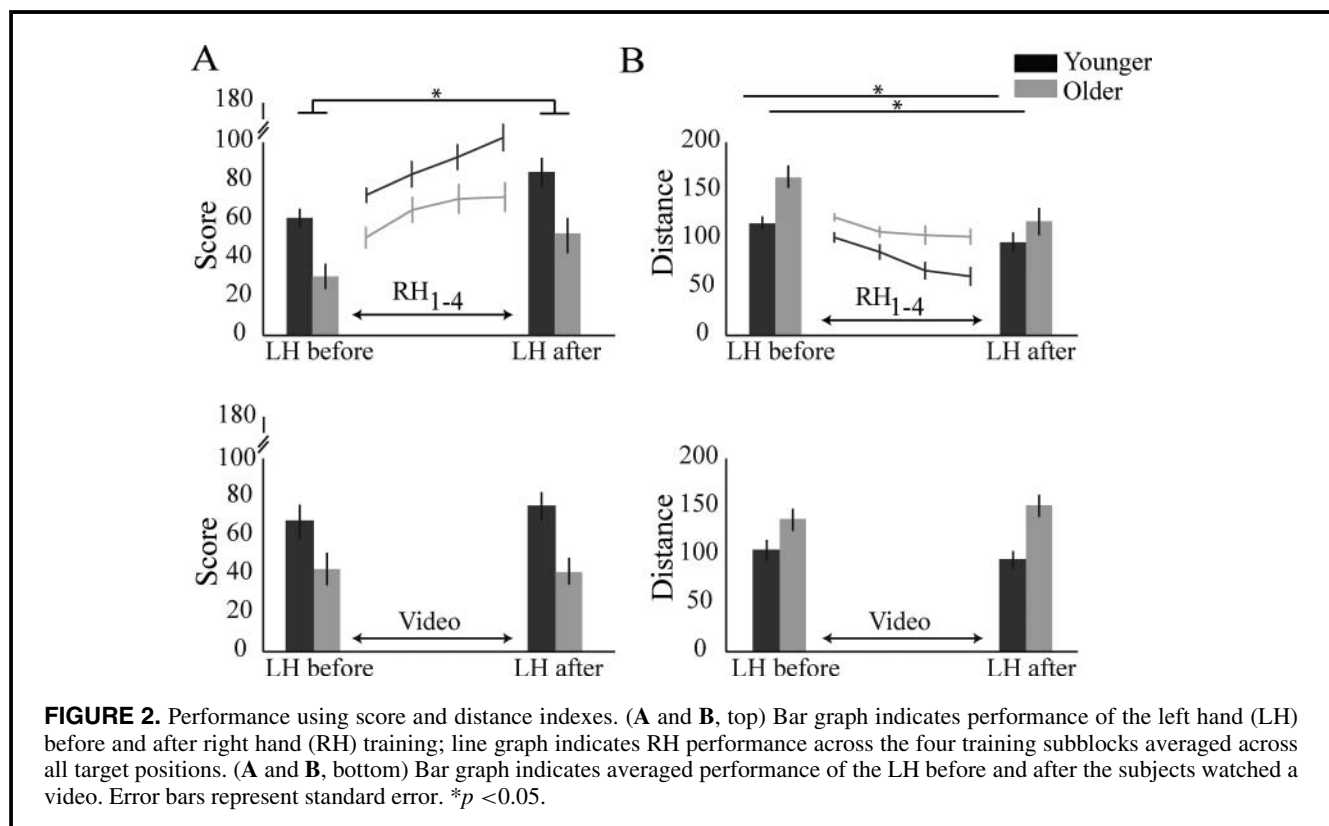 A
B
Younger
Older
*
*
*
180
100
80
60
40
20
0
Score
RH1-4
LH before
LH after
200
150
100
50
0
Distance
RH1-4
LH before
LH after
180
100
80
60
40
20
0
Score
Video
LH before
LH after
200
150
100
50
0
Distance
Video
LH before
LH after
FIGURE 2. Performance using score and distance indexes. (A and B, top) Bar graph indicates performance of the left hand (LH)
before and after right hand (RH) training; line graph indicates RH performance across the four training subblocks averaged across
all target positions. (A and B, bottom) Bar graph indicates averaged performance of the LH before and after the subjects watched a
video. Error bars represent standard error. *p <0.05.